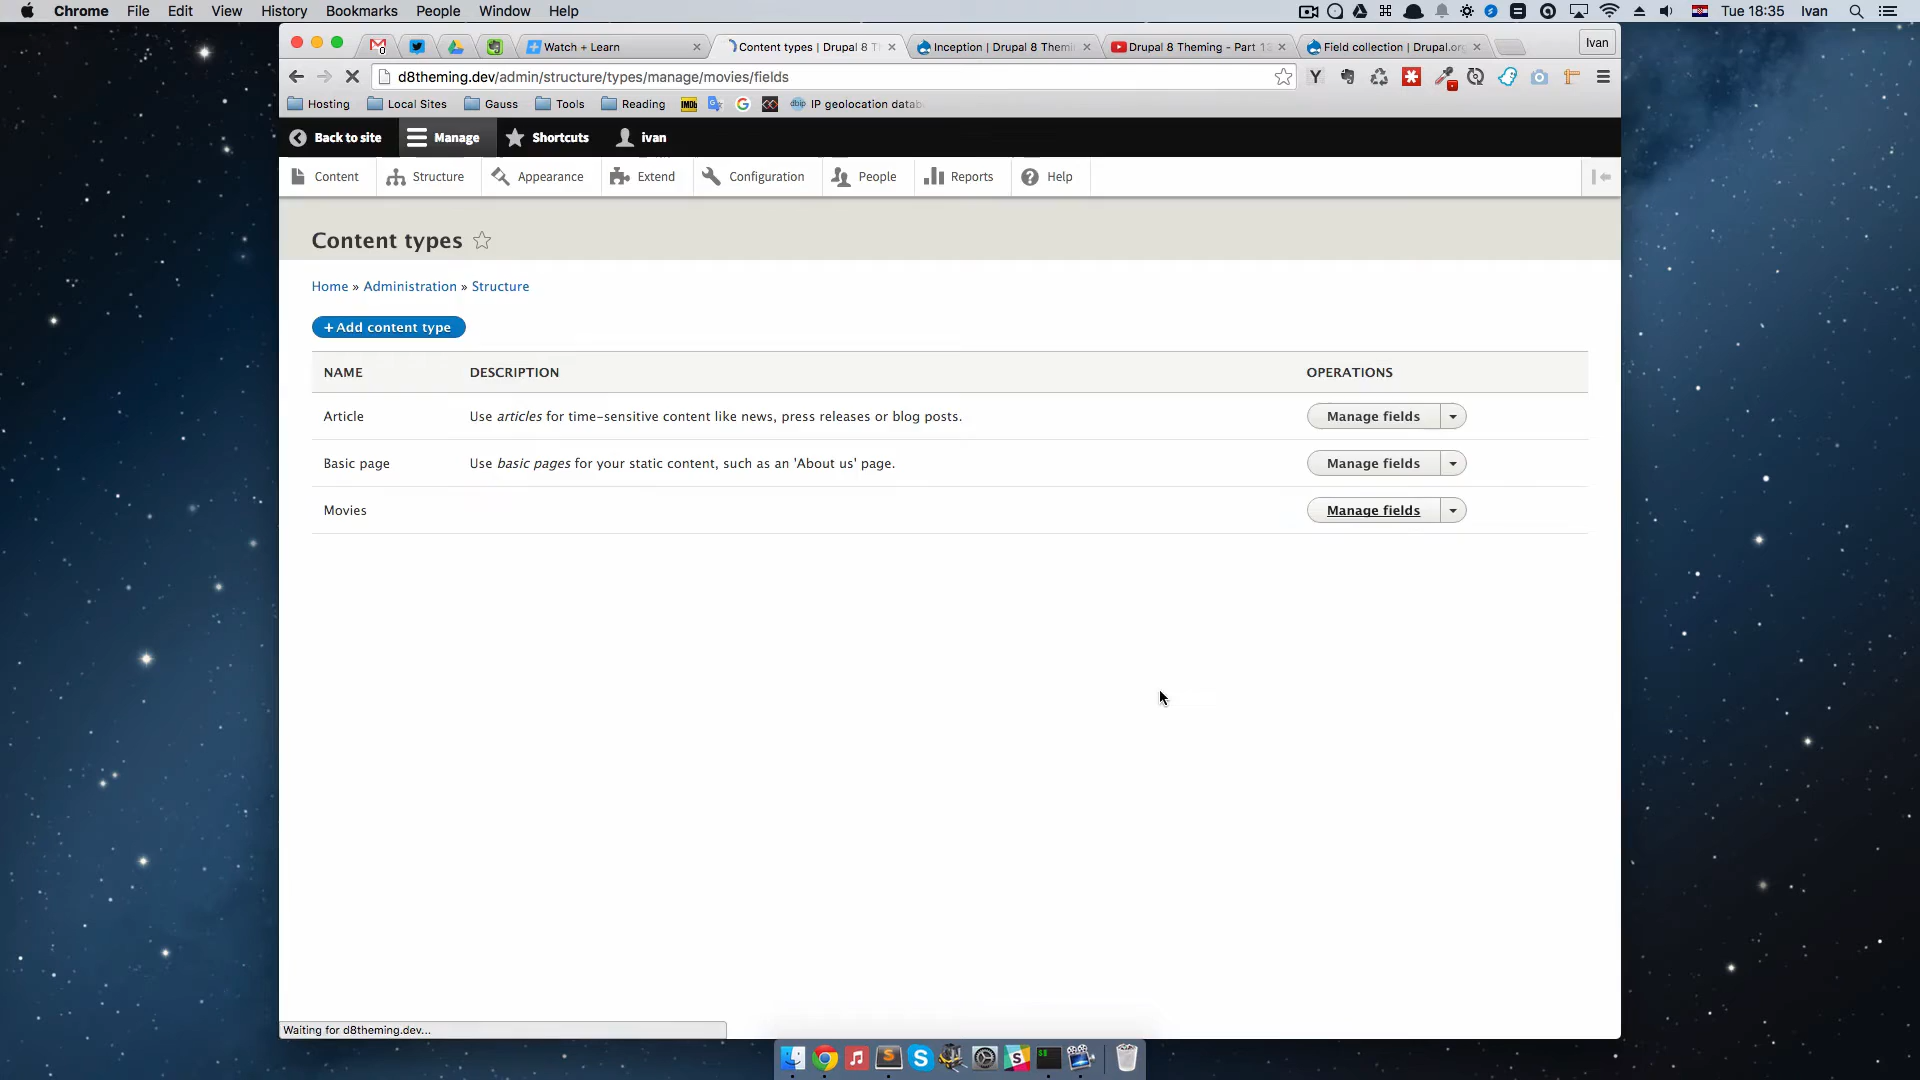 Chrome File Edit View History Bookmarks People Window Help Tue 18:35 Ivan
Watch + Learn
Content types | Drupal 8 T
Inception | Drupal 8 Themin
Drupal 8 Theming - Part 12
Field collection | Drupal.org
Ivan
d8theming.dev/admin/structure/types/manage/movies/fields
Hosting Local Sites Gauss Tools Reading IP geolocation datab
Back to site Manage Shortcuts ivan
Content Structure Appearance Extend Configuration People Reports Help
Content types
Home » Administration » Structure
+ Add content type
NAME DESCRIPTION OPERATIONS
Article Use articles for time-sensitive content like news, press releases or blog posts. Manage fields
Basic page Use basic pages for your static content, such as an 'About us' page. Manage fields
Movies Manage fields
Waiting for d8theming.dev...